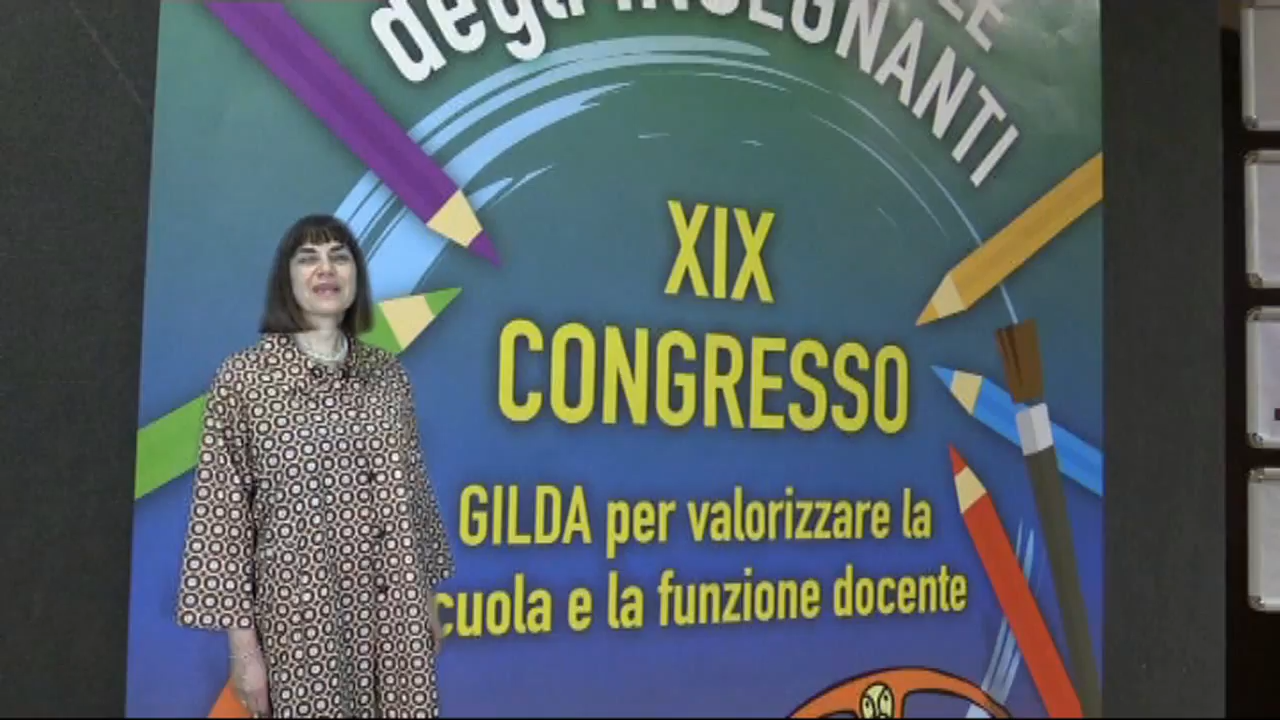 degli INSEGNANTI
XIX
CONGRESSO
GILDA per valorizzare la
cuola e la funzione docente